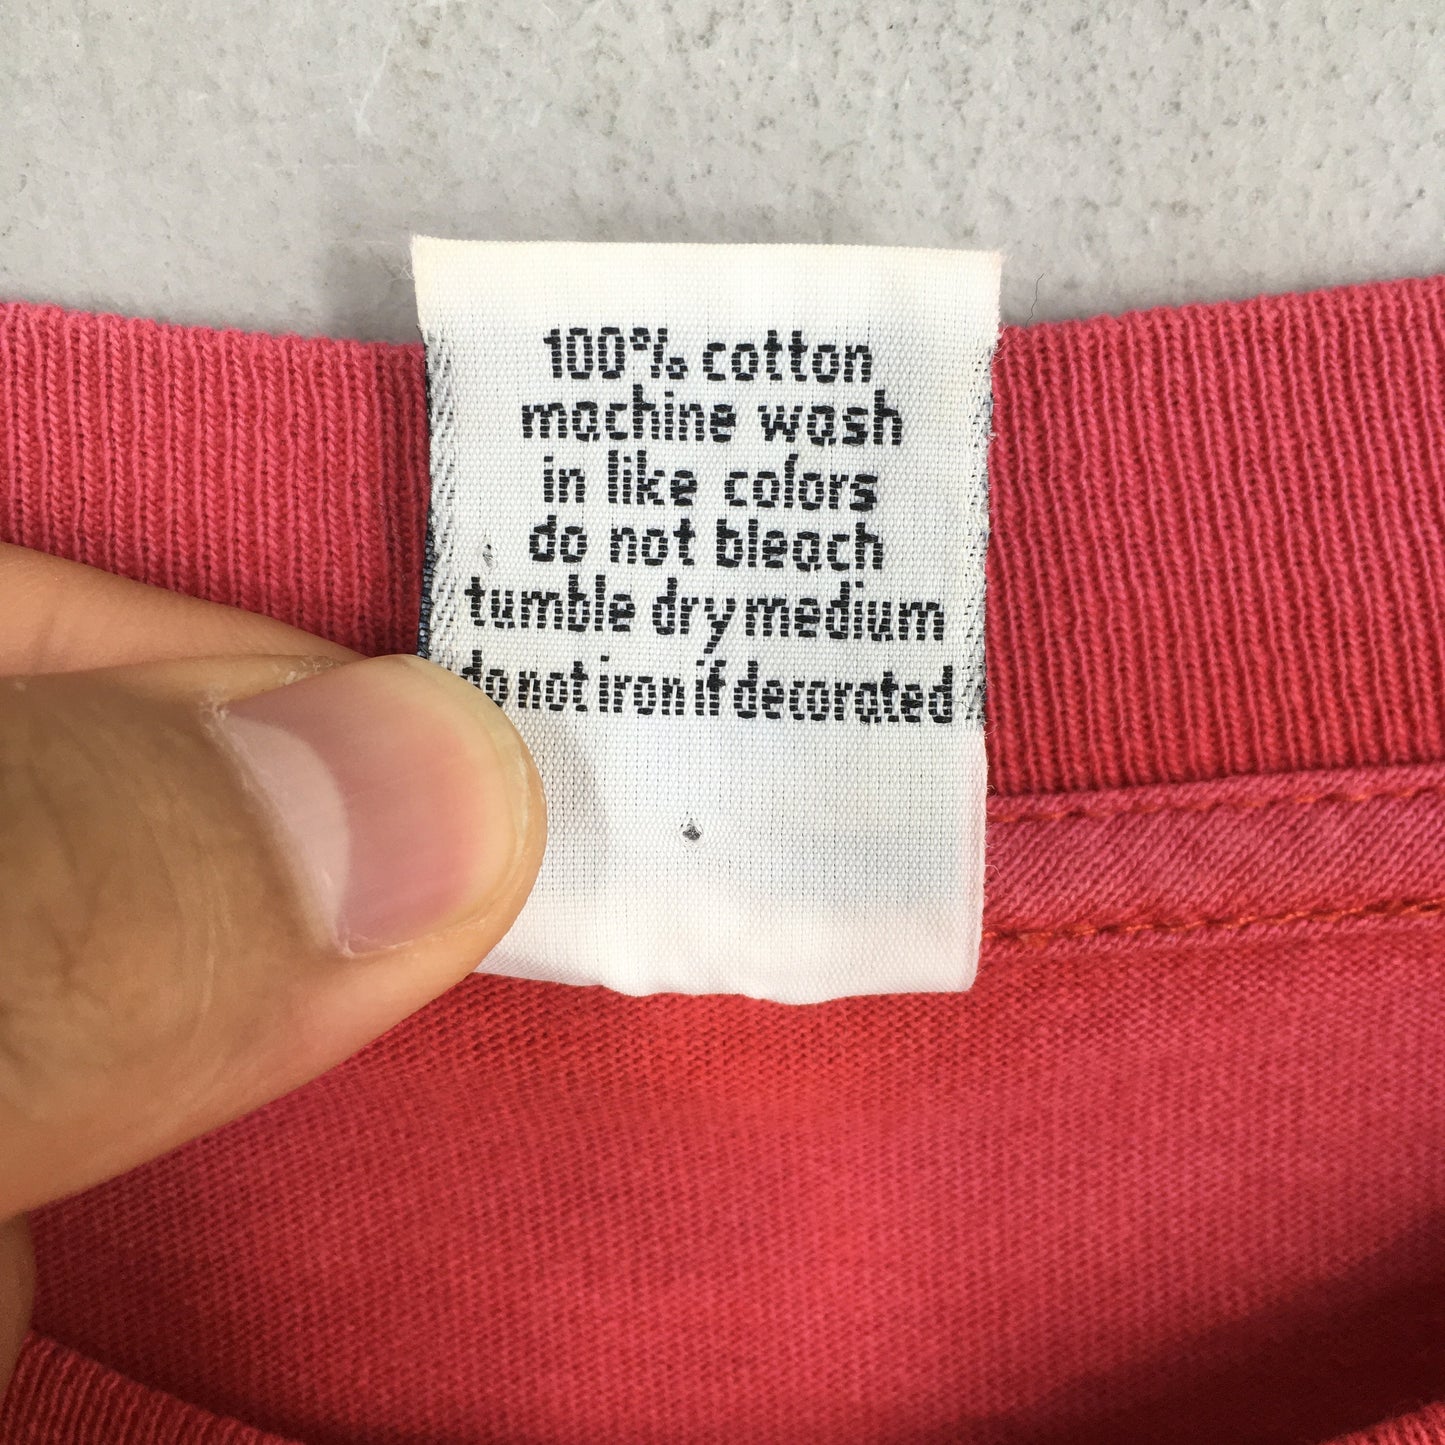 100% cotton
machine wash
in like colors
do not bleach
tumble dry medium
do not iron if decorated